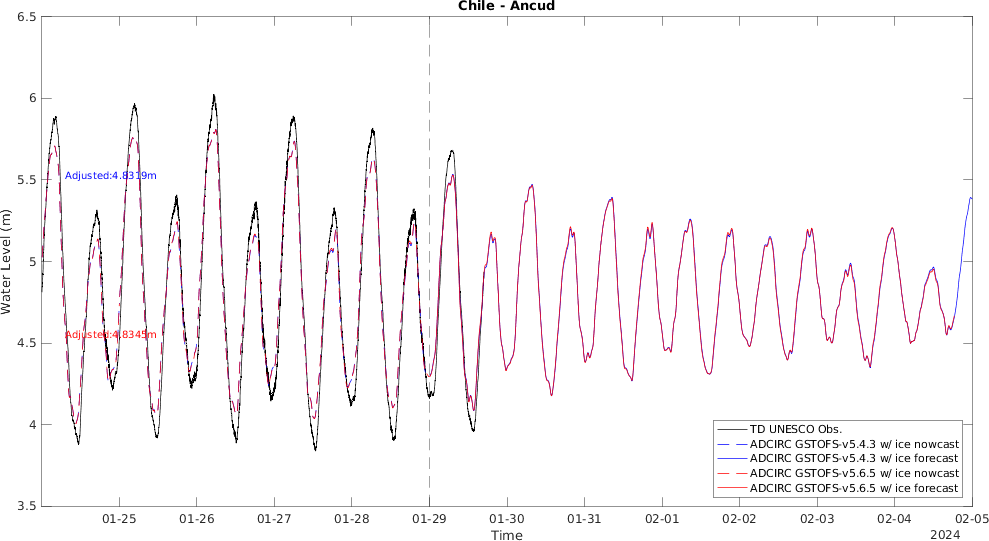 Chile - Ancud
6.5
6
5.5
5
4.5
4
3.5
Water Level (m)
Adjusted:4.8319m
Adjusted:4.8345m
TD UNESCO Obs.
ADCIRC GSTOFS-v5.4.3 w/ ice nowcast
ADCIRC GSTOFS-v5.4.3 w/ ice forecast
ADCIRC GSTOFS-v5.6.5 w/ ice nowcast
ADCIRC GSTOFS-v5.6.5 w/ ice forecast
01-25 01-26 01-27 01-28 01-29 01-30 01-31 02-01 02-02 02-03 02-04 02-05
Time
2024